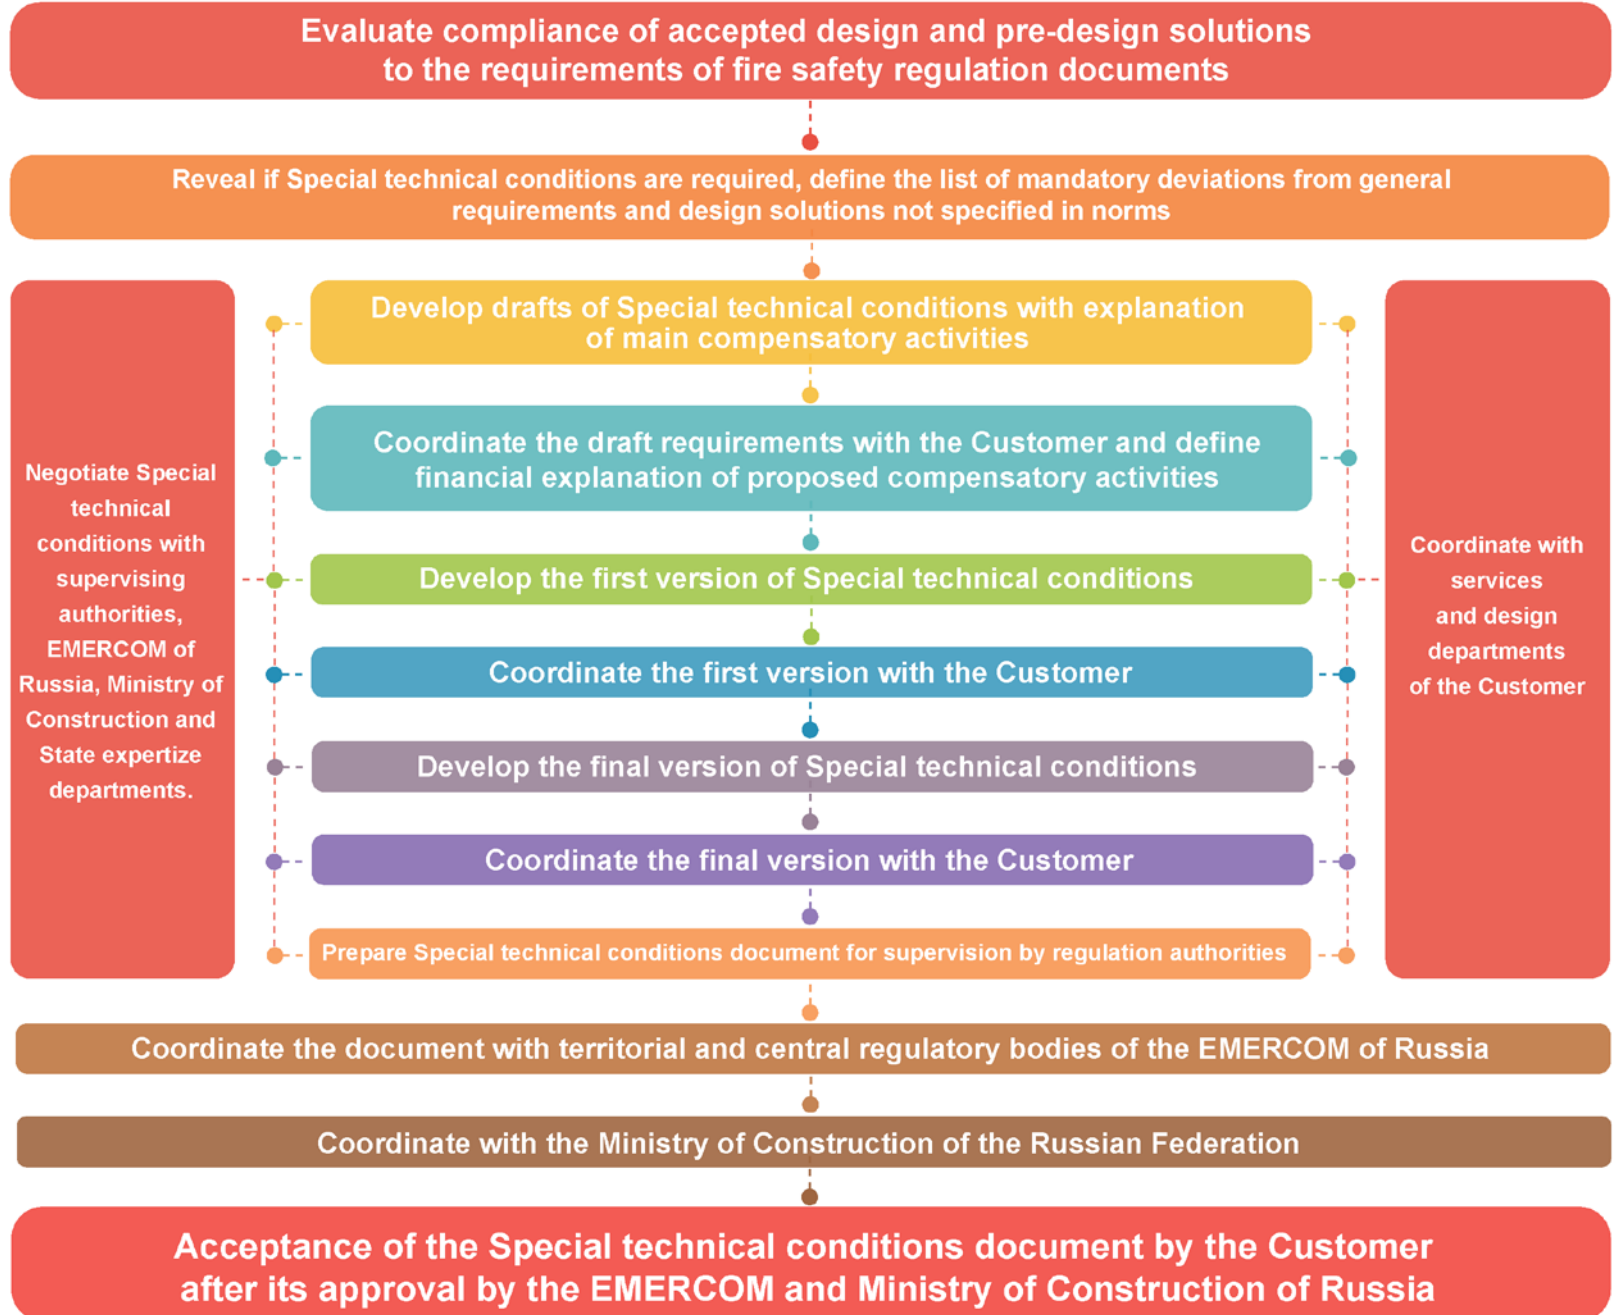 Evaluate compliance of accepted design and pre-design solutions
to the requirements of fire safety regulation documents
Reveal if Special technical conditions are required, define the list of mandatory deviations from general
requirements and design solutions not specified in norms
Negotiate Special
technical
conditions with
supervising
authorities,
EMERCOM of
Russia, Ministry of
Construction and
State expertize
departments.
Develop drafts of Special technical conditions with explanation
of main compensatory activities
Coordinate the draft requirements with the Customer and define
financial explanation of proposed compensatory activities
Develop the first version of Special technical conditions
Coordinate the first version with the Customer
Develop the final version of Special technical conditions
Coordinate the final version with the Customer
Prepare Special technical conditions document for supervision by regulation authorities
Coordinate with
services
and design
departments
of the Customer
Coordinate the document with territorial and central regulatory bodies of the EMERCOM of Russia
Coordinate with the Ministry of Construction of the Russian Federation
Acceptance of the Special technical conditions document by the Customer
after its approval by the EMERCOM and Ministry of Construction of Russia